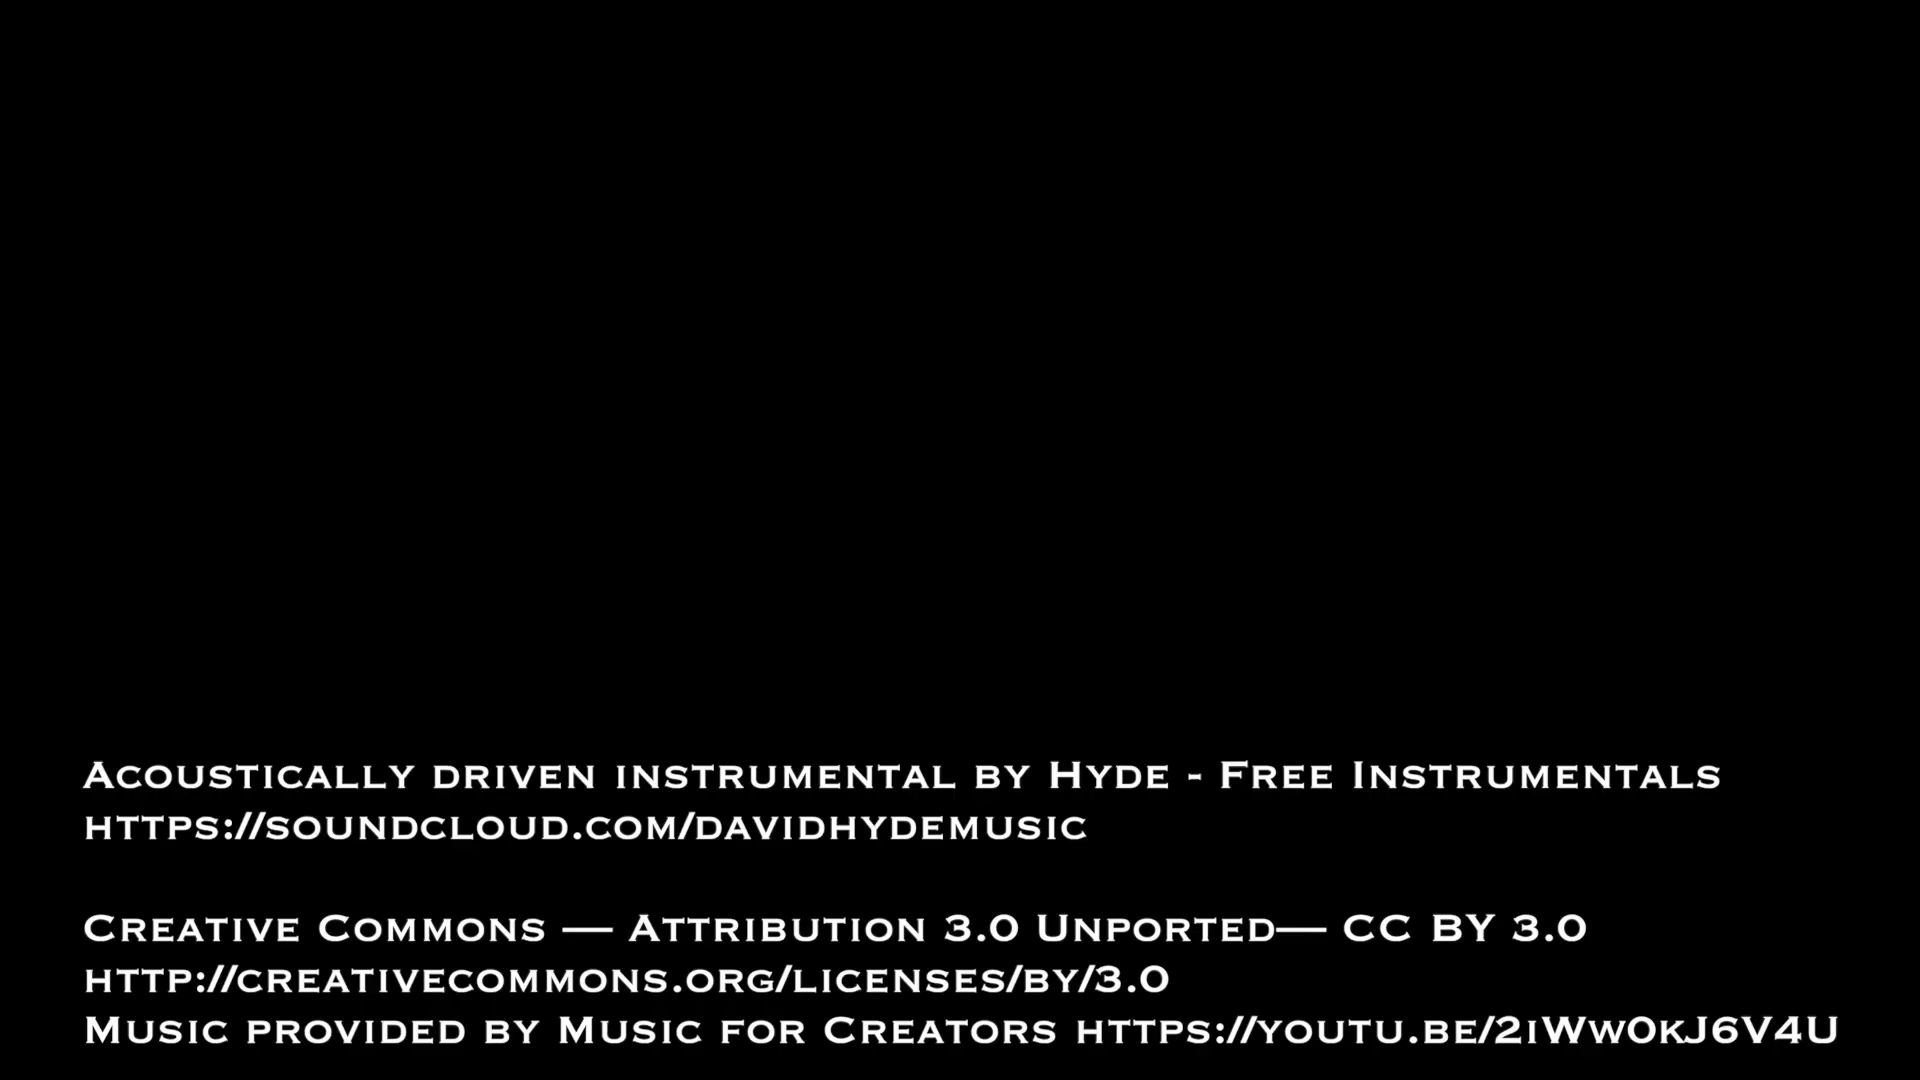 Acoustically driven instrumental by Hyde - Free Instrumentals
https://soundcloud.com/davidhydemusic
Creative Commons — Attribution 3.0 Unported— CC BY 3.0
http://creativecommons.org/licenses/by/3.0
Music provided by Music for Creators https://youtu.be/2iWw0kJ6V4U